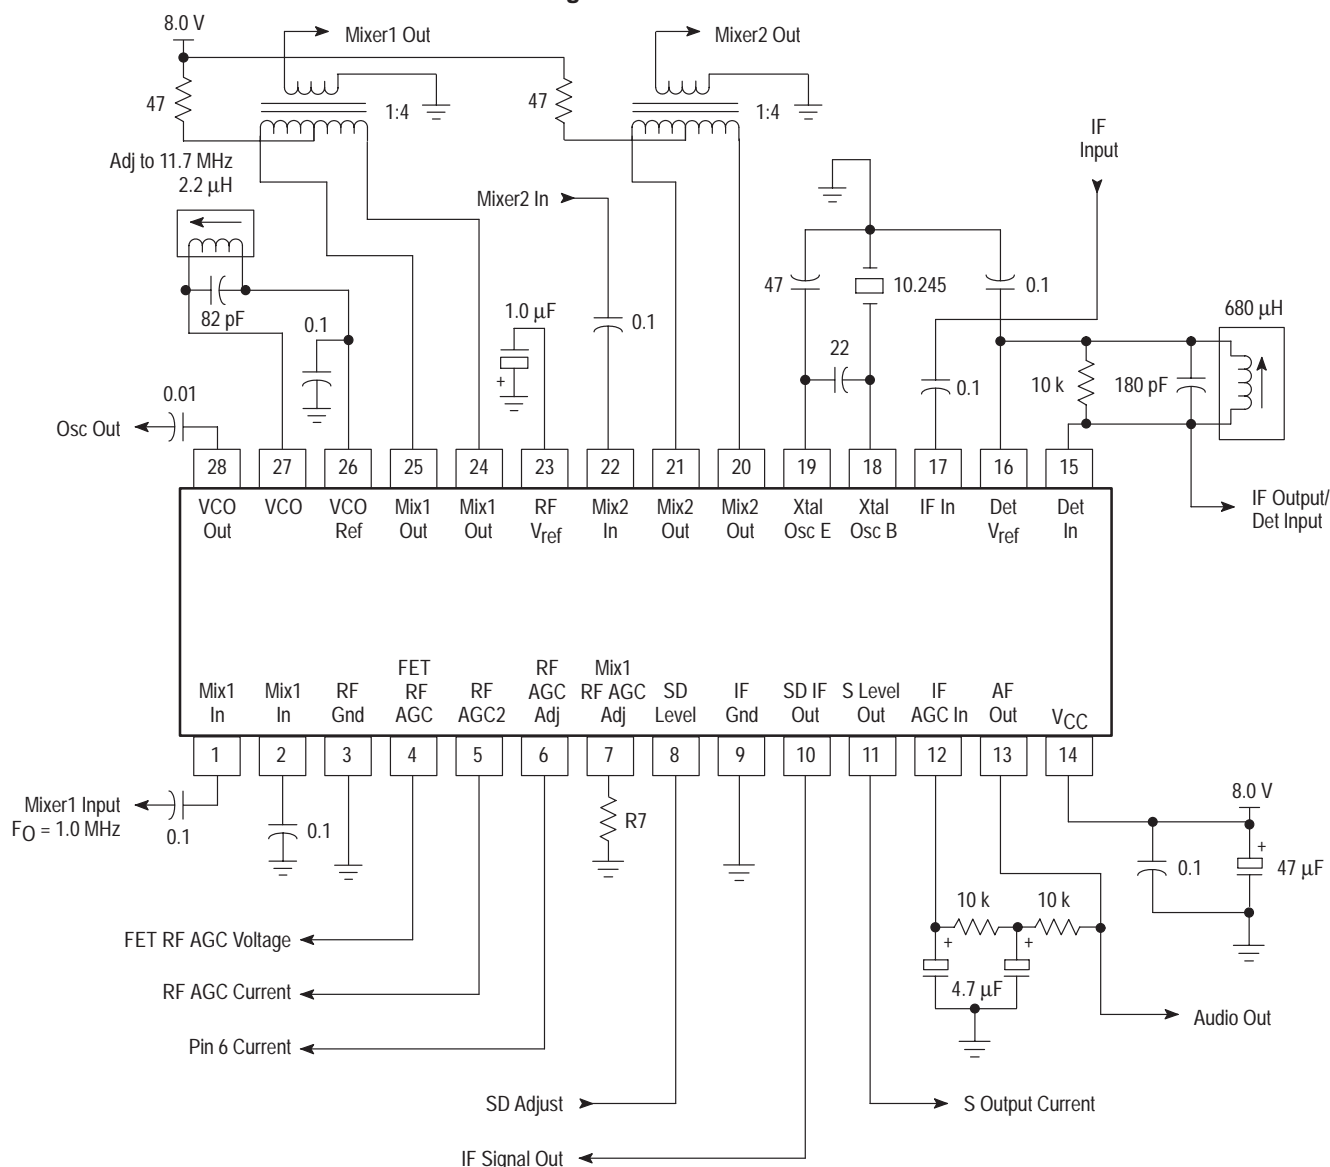 g
8.0 V
Mixer1 Out
Mixer2 Out
47
1:4
47
1:4
Adj to 11.7 MHz
2.2 μH
IF
Input
Mixer2 In
47
10.245
0.1
82 pF
0.1
1.0 μF
+
0.1
22
680 μH
0.01
0.1
10 k
180 pF
Osc Out
28
27
26
25
24
23
22
21
20
19
18
17
16
15
VCO
Out
VCO
VCO
Ref
Mix1
Out
Mix1
Out
RF
Vref
Mix2
In
Mix2
Out
Mix2
Out
Xtal
Osc E
Xtal
Osc B
IF In
Det
Vref
Det
In
IF Output/
Det Input
Mix1
In
Mix1
In
RF
Gnd
FET
RF
AGC
RF
AGC2
RF
AGC
Adj
Mix1
RF AGC
Adj
SD
Level
IF
Gnd
SD IF
Out
S Level
Out
IF
AGC In
AF
Out
VCC
1
2
3
4
5
6
7
8
9
10
11
12
13
14
Mixer1 Input
FO = 1.0 MHz
0.1
0.1
R7
8.0 V
0.1
+
47 μF
10 k
10 k
+
+
4.7 μF
FET RF AGC Voltage
RF AGC Current
Audio Out
Pin 6 Current
SD Adjust
S Output Current
IF Signal Out